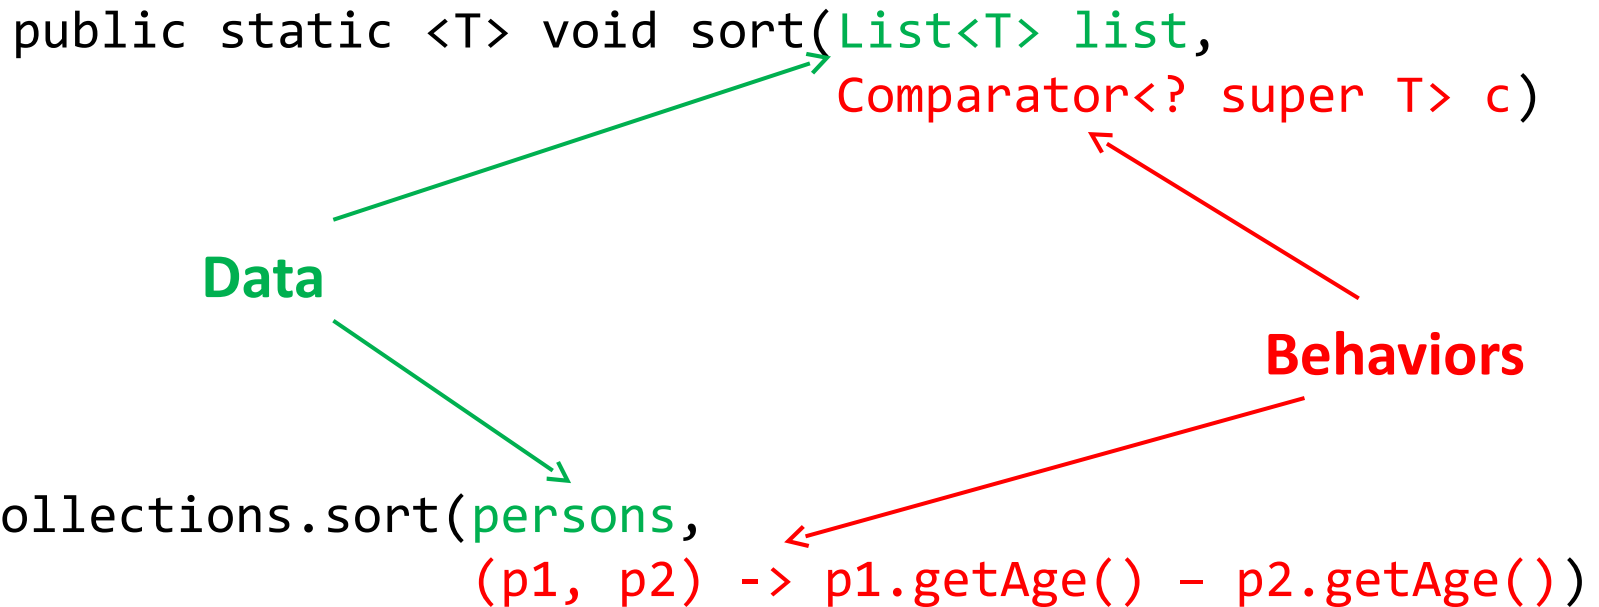 public static <T> void sort(List<T> list,
Comparator<? super T> c)
Data
Behaviors
ollections.sort(persons,
(p1, p2) -> p1.getAge() – p2.getAge())